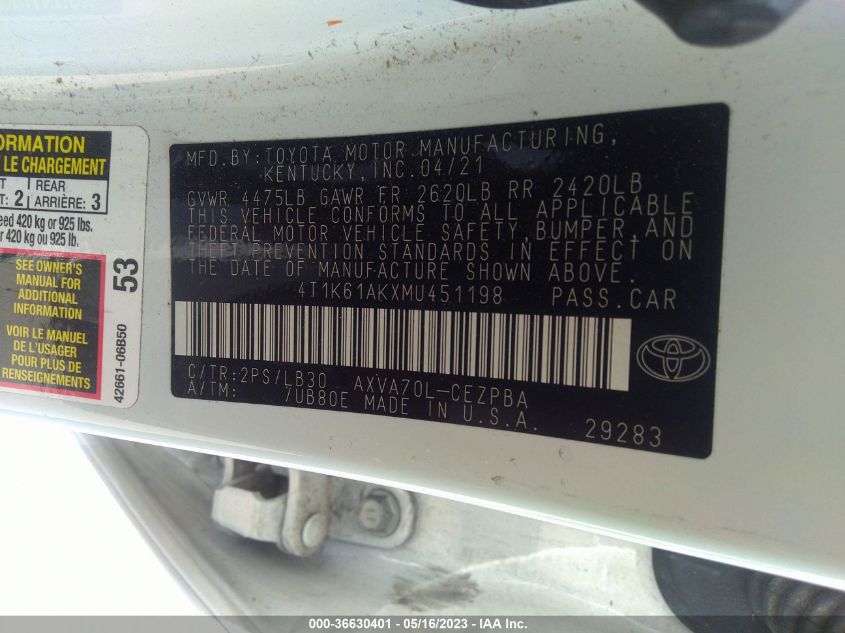 ORMATION
LE CHARGEMENT
REAR
: 2 ARRIÈRE: 3
eed 420 kg or 925 lbs.
r 420 kg ou 925 lb.
SEE OWNER'S
MANUAL FOR
ADDITIONAL
INFORMATION
VOIR LE MANUEL
DE L'USAGER
POUR PLUS DE
RENSEIGNEMENTS
53
42661-06B50
MFD.BY:TOYOTA MOTOR MANUFACTURING,
KENTUCKY,INC.04/21
GVWR 4475LB GAWR FR 2620LB RR 2420LB
THIS VEHICLE CONFORMS TO ALL APPLICABLE
FEDERAL MOTOR VEHICLE SAFETY,BUMPER,AND
THEFT PREVENTION STANDARDS IN EFFECT ON
THE DATE OF MANUFACTURE SHOWN ABOVE.
4T1K61AKXMU451198 PASS.CAR
C/TR:2PS/LB30 AXVA70L-CEZPBA
A/TM: 7UB80E MADE IN U.S.A.
29283
000-36630401 - 05/16/2023 - IAA Inc.